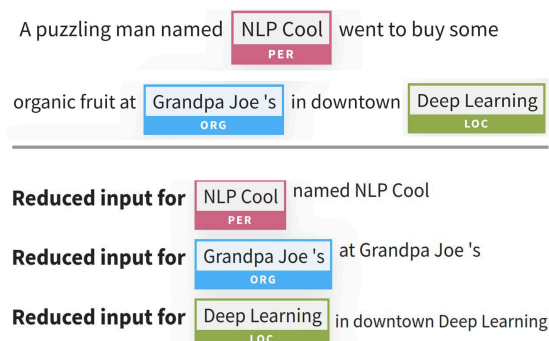 A puzzling man named NLP Cool went to buy some
PER
organic fruit at Grandpa Joe 's in downtown Deep Learning
ORG LOC
Reduced input for NLP Cool named NLP Cool
PER
Reduced input for Grandpa Joe 's at Grandpa Joe 's
ORG
Reduced input for Deep Learning in downtown Deep Learning
LOC